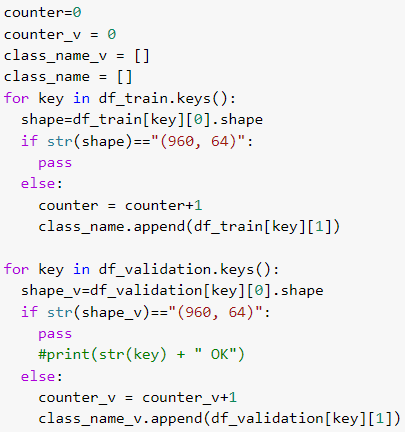 counter=0
counter_v = 0
class_name_v = []
class_name = []
for key in df_train.keys():
  shape=df_train[key][0].shape
  if str(shape)=="(960, 64)":
    pass
  else:
    counter = counter+1
    class_name.append(df_train[key][1])

for key in df_validation.keys():
  shape_v=df_validation[key][0].shape
  if str(shape_v)=="(960, 64)":
    pass
    #print(str(key) + " OK")
  else:
    counter_v = counter_v+1
    class_name_v.append(df_validation[key][1])